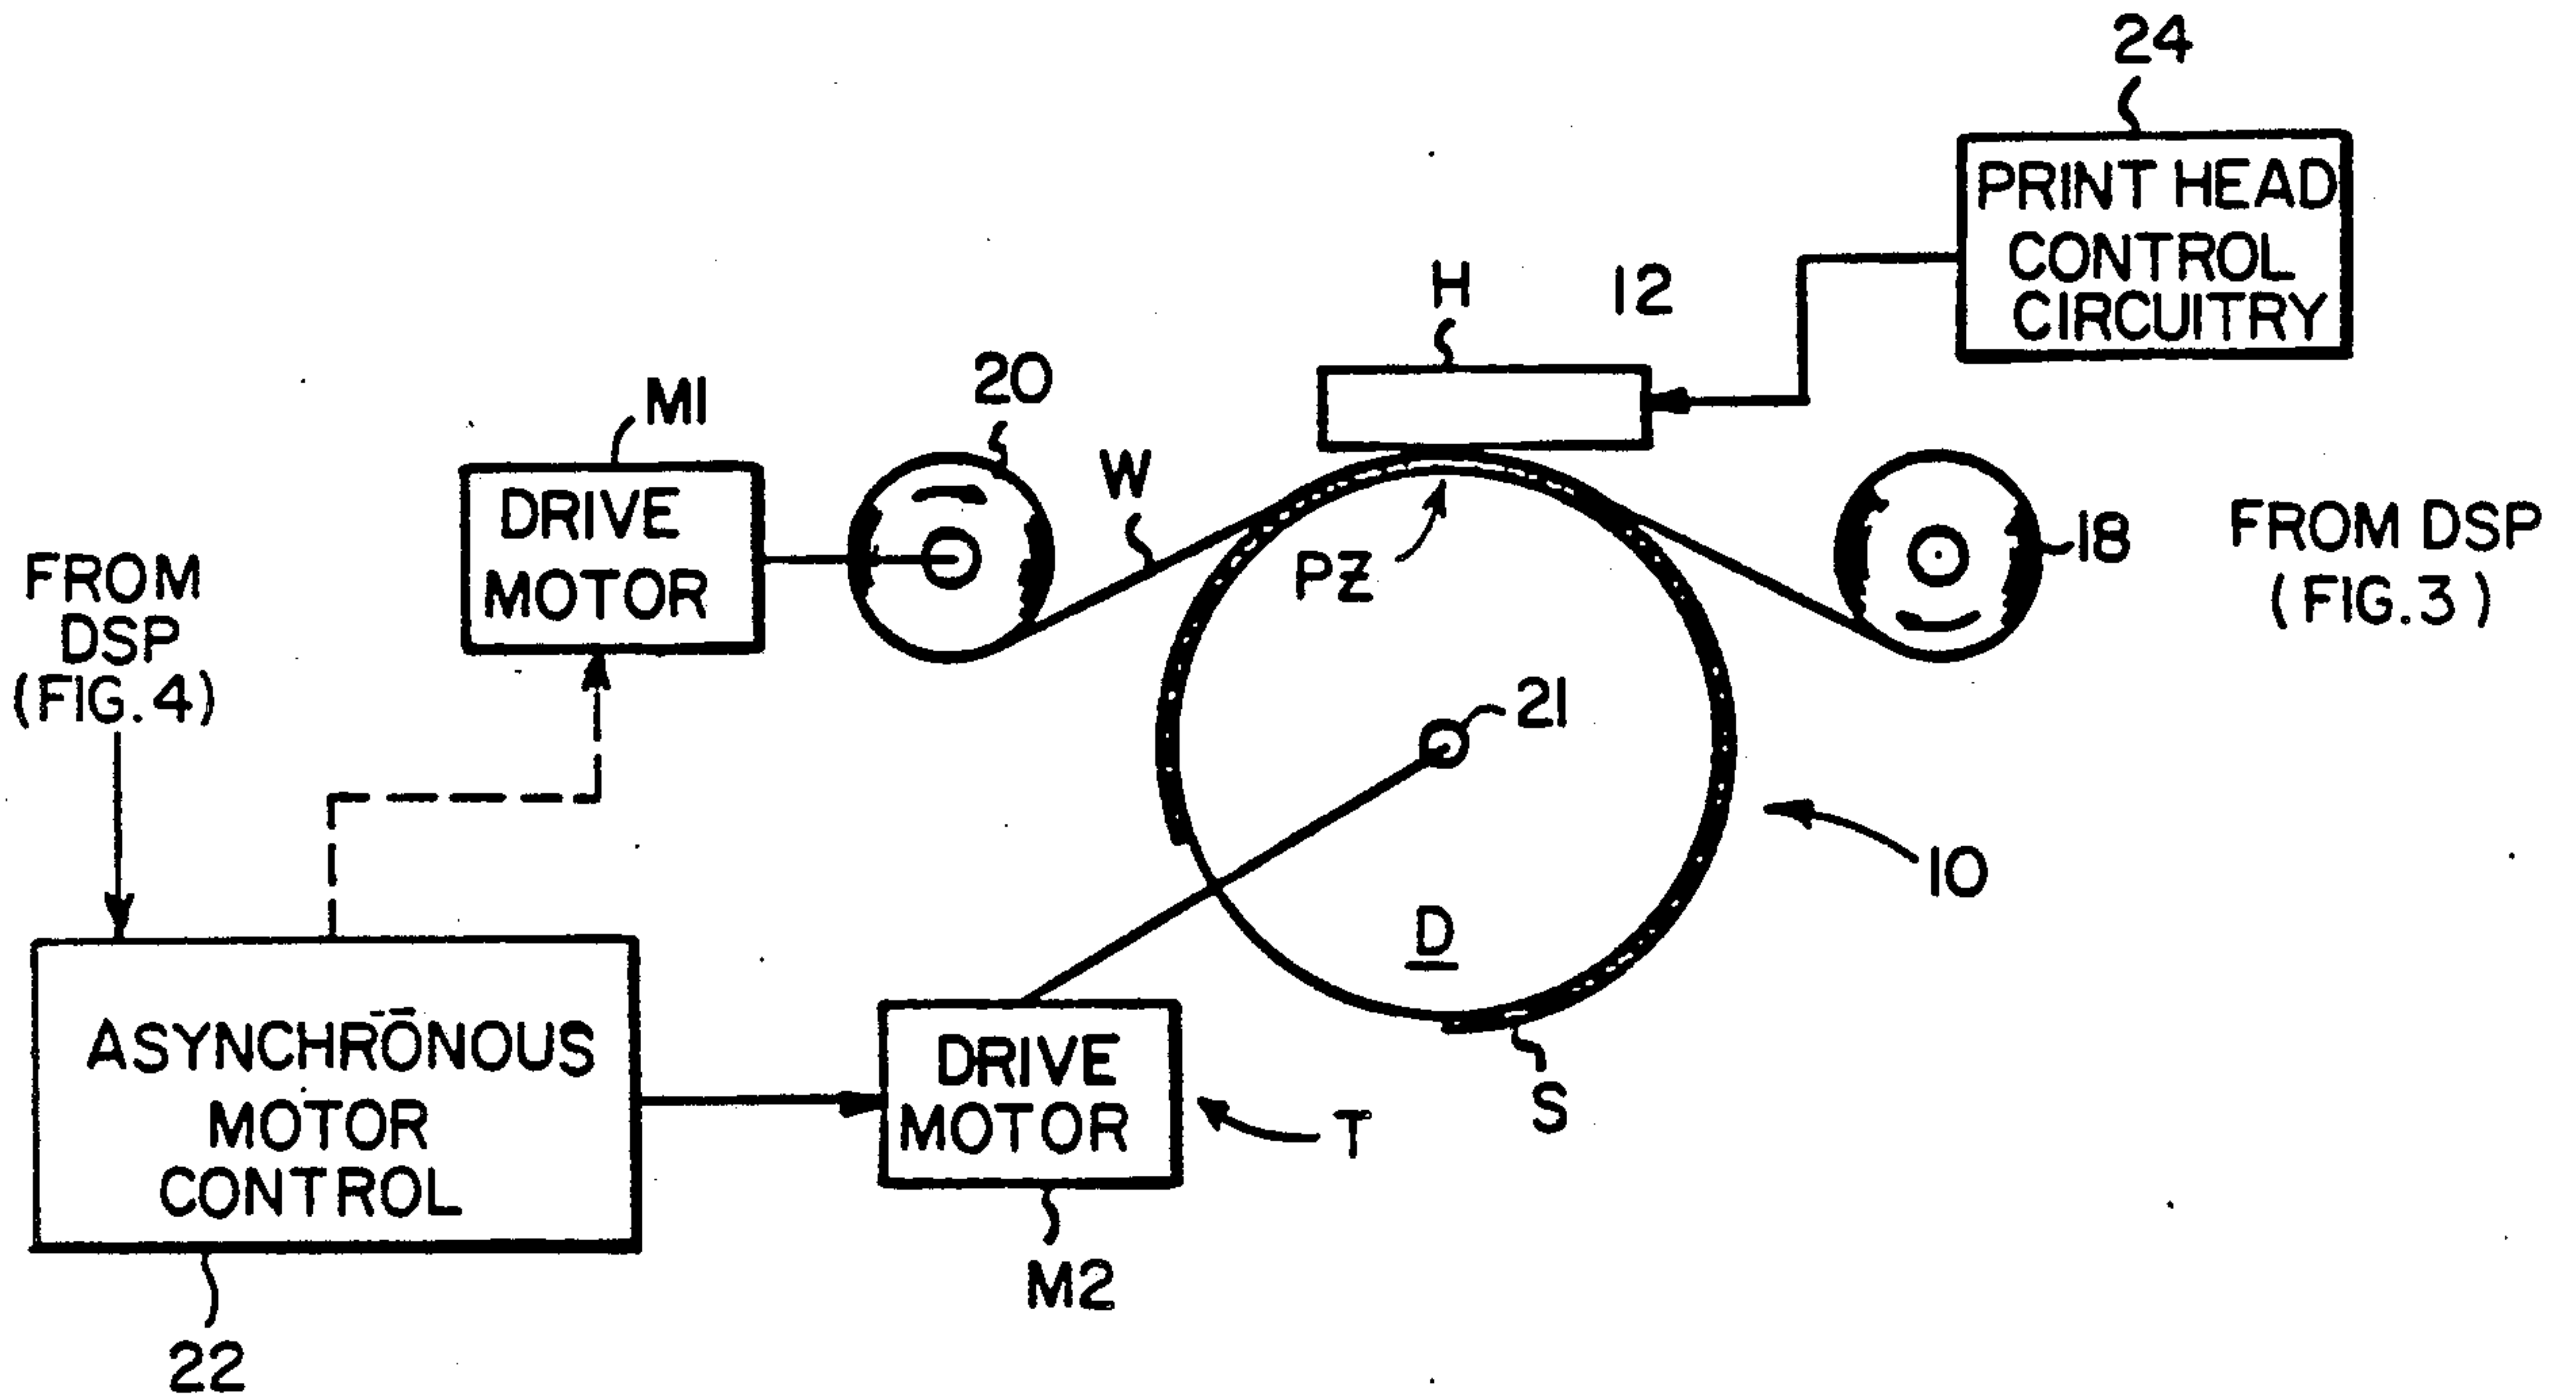 24
PRINT HEAD
CONTROL
CIRCUITRY
H
12
20
M1
W
DRIVE
MOTOR
PZ
18
FROM DSP
(FIG.3)
FROM
DSP
(FIG.4)
21
10
D
ASYNCHRONOUS
MOTOR
CONTROL
DRIVE
MOTOR
T
S
M2
22